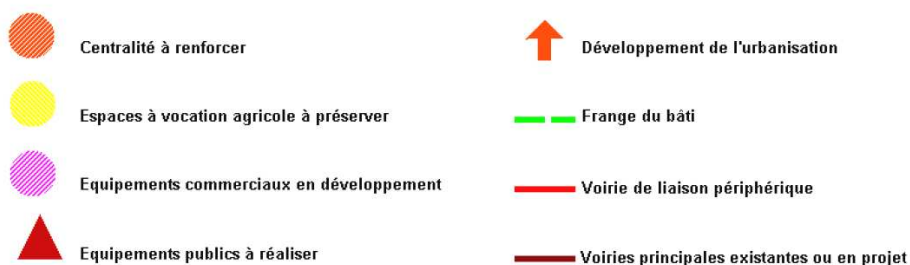 Centralité à renforcer
Développement de l'urbanisation
Espaces à vocation agricole à préserver
Frange du bâti
Equipements commerciaux en développement
Voirie de liaison périphérique
Equipements publics à réaliser
Voiries principales existantes ou en projet